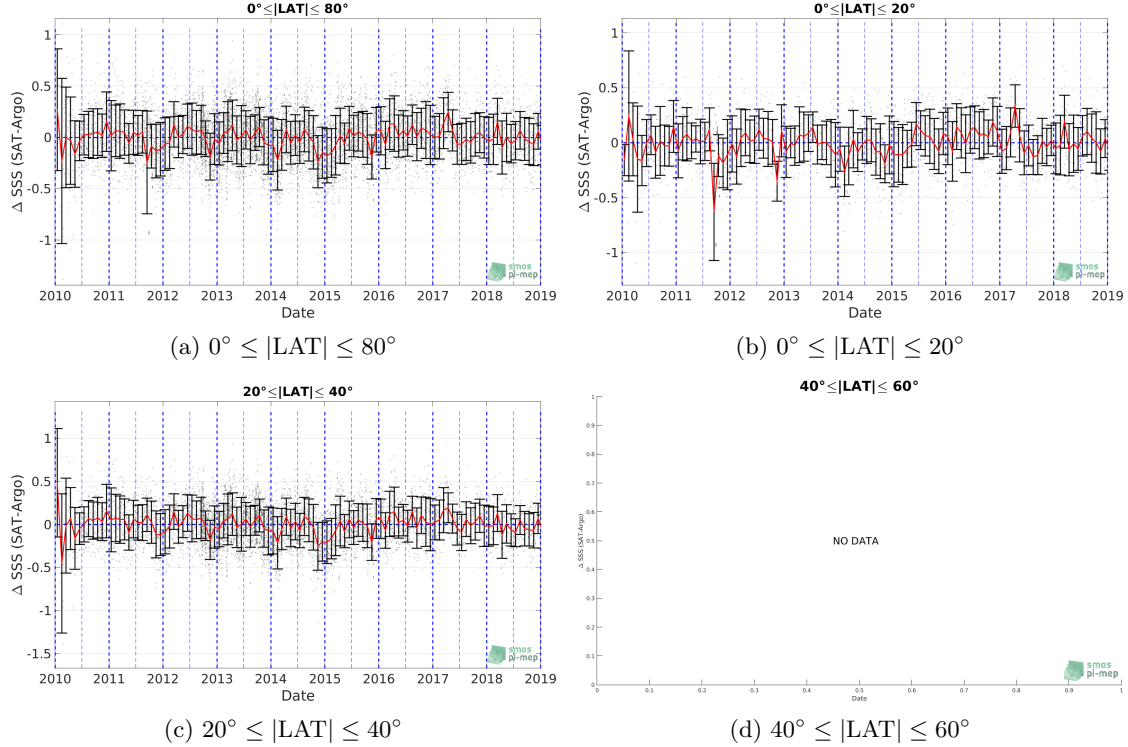 0°≤|LAT|≤ 80°
1
0.5
0
-0.5
-1
Δ SSS (SAT-Argo)
2010 2011 2012 2013 2014 2015 2016 2017 2018 2019
Date
smos
pi-mep
(a) 0° ≤ |LAT| ≤ 80°
0°≤|LAT|≤ 20°
1
0.5
0
-0.5
-1
Δ SSS (SAT-Argo)
2010 2011 2012 2013 2014 2015 2016 2017 2018 2019
Date
smos
pi-mep
(b) 0° ≤ |LAT| ≤ 20°
20°≤|LAT|≤ 40°
1
0.5
0
-0.5
-1
-1.5
Δ SSS (SAT-Argo)
2010 2011 2012 2013 2014 2015 2016 2017 2018 2019
Date
smos
pi-mep
(c) 20° ≤ |LAT| ≤ 40°
40°≤|LAT|≤ 60°
1
0.9
0.8
0.7
0.6
0.5
0.4
0.3
0.2
0.1
0
Δ SSS (SAT-Argo)
NO DATA
0 0.1 0.2 0.3 0.4 0.5 0.6 0.7 0.8 0.9 1
Date
smos
pi-mep
(d) 40° ≤ |LAT| ≤ 60°